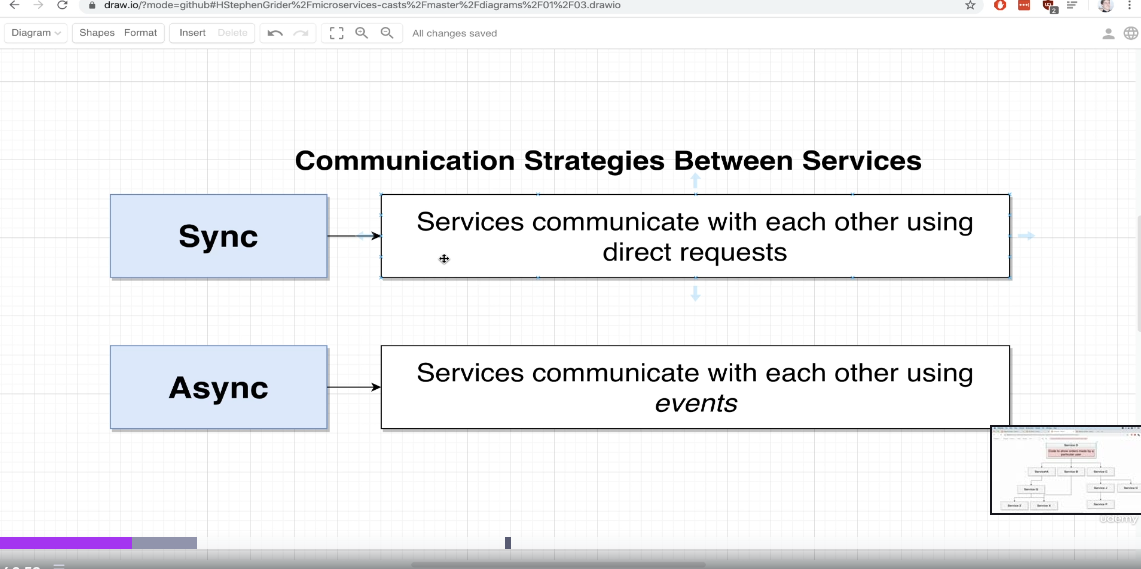 draw.io/?mode=github#HStephenGrider%2Fmicroservices-casts%2Fmaster%2Fdiagrams%2F01%2F03.drawio
Diagram Shapes Format Insert Delete All changes saved
Communication Strategies Between Services
Sync
Services communicate with each other using
direct requests
Async
Services communicate with each other using
events
udemy